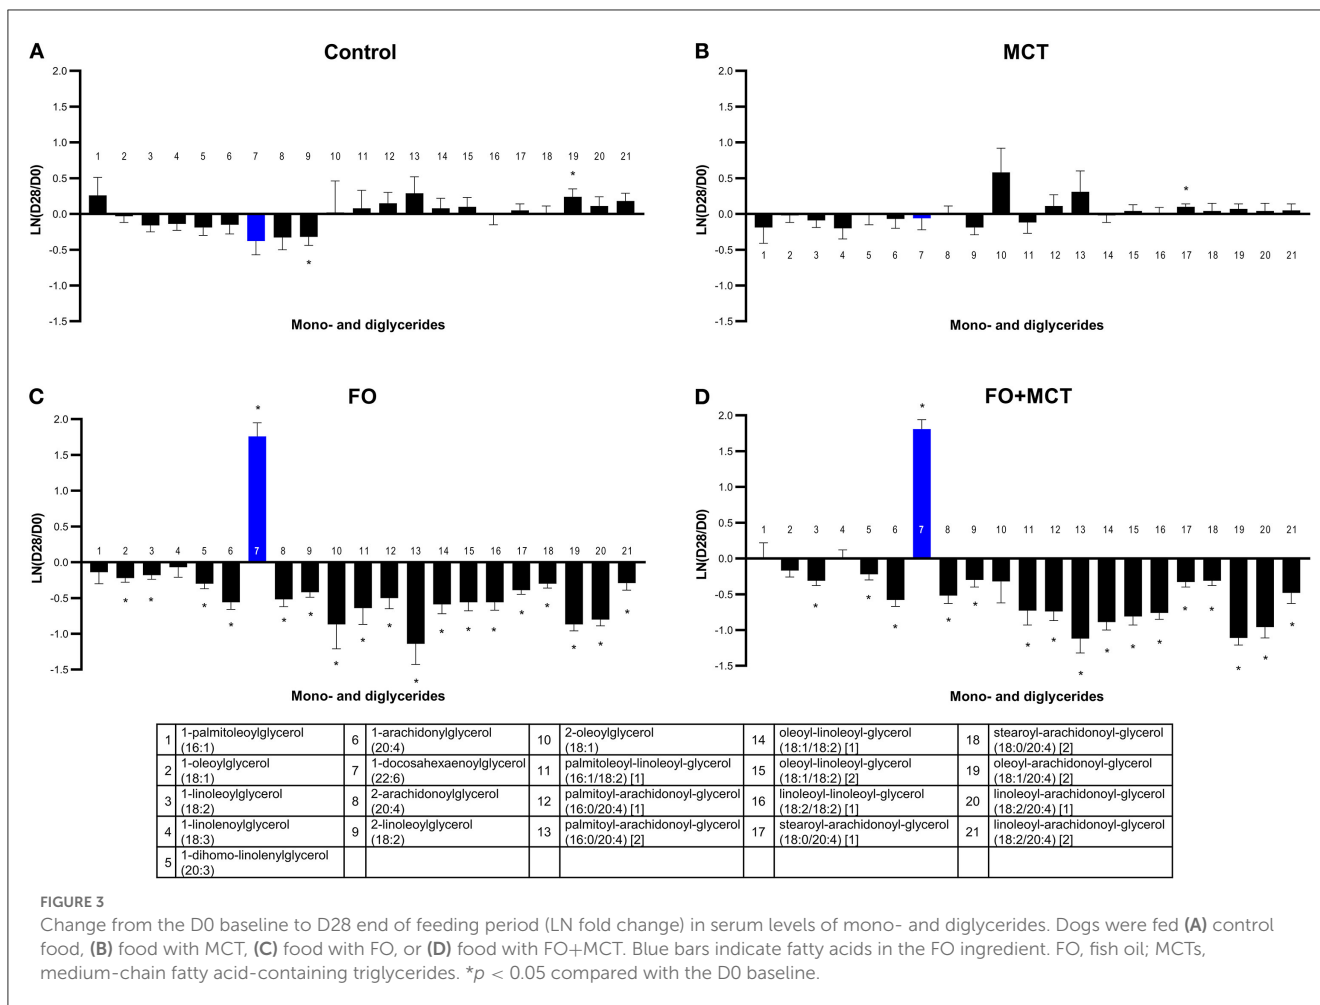 A
Control
2.0
1.5
1.0
0.5
0.0
-0.5
-1.0
-1.5
LN(D28/D0)
1 2 3 4 5 6 7 8 9 10 11 12 13 14 15 16 17 18 19 20 21
*
*
Mono- and diglycerides
B
MCT
2.0
1.5
1.0
0.5
0.0
-0.5
-1.0
-1.5
LN(D28/D0)
*
1 2 3 4 5 6 7 8 9 10 11 12 13 14 15 16 17 18 19 20 21
Mono- and diglycerides
C
FO
2.0
1.5
1.0
0.5
0.0
-0.5
-1.0
-1.5
LN(D28/D0)
*
1 2 3 4 5 6 7 8 9 10 11 12 13 14 15 16 17 18 19 20 21
* * * * * * * * * * * * * * * * * *
Mono- and diglycerides
D
FO+MCT
2.0
1.5
1.0
0.5
0.0
-0.5
-1.0
-1.5
LN(D28/D0)
*
1 2 3 4 5 6 7 8 9 10 11 12 13 14 15 16 17 18 19 20 21
* * * * * * * * * * * * * * * *
Mono- and diglycerides
1 1-palmitoleoylglycerol
(16:1)
6 1-arachidonylglycerol
(20:4)
10 2-oleoylglycerol
(18:1)
14 oleoyl-linoleoyl-glycerol
(18:1/18:2) [1]
18 stearoyl-arachidonoyl-glycerol
(18:0/20:4) [2]
2 1-oleoylglycerol
(18:1)
7 1-docosahexaenoylglycerol
(22:6)
11 palmitoleoyl-linoleoyl-glycerol
(16:1/18:2) [1]
15 oleoyl-linoleoyl-glycerol
(18:1/18:2) [2]
19 oleoyl-arachidonoyl-glycerol
(18:1/20:4) [2]
3 1-linoleoylglycerol
(18:2)
8 2-arachidonoylglycerol
(20:4)
12 palmitoyl-arachidonoyl-glycerol
(16:0/20:4) [1]
16 linoleoyl-linoleoyl-glycerol
(18:2/18:2) [1]
20 linoleoyl-arachidonoyl-glycerol
(18:2/20:4) [1]
4 1-linolenoylglycerol
(18:3)
9 2-linoleoylglycerol
(18:2)
13 palmitoyl-arachidonoyl-glycerol
(16:0/20:4) [2]
17 stearoyl-arachidonoyl-glycerol
(18:0/20:4) [1]
21 linoleoyl-arachidonoyl-glycerol
(18:2/20:4) [2]
5 1-dihomo-linolenylglycerol
(20:3)
FIGURE 3
Change from the D0 baseline to D28 end of feeding period (LN fold change) in serum levels of mono- and diglycerides. Dogs were fed (A) control
food, (B) food with MCT, (C) food with FO, or (D) food with FO+MCT. Blue bars indicate fatty acids in the FO ingredient. FO, fish oil; MCTs,
medium-chain fatty acid-containing triglycerides. *p < 0.05 compared with the D0 baseline.